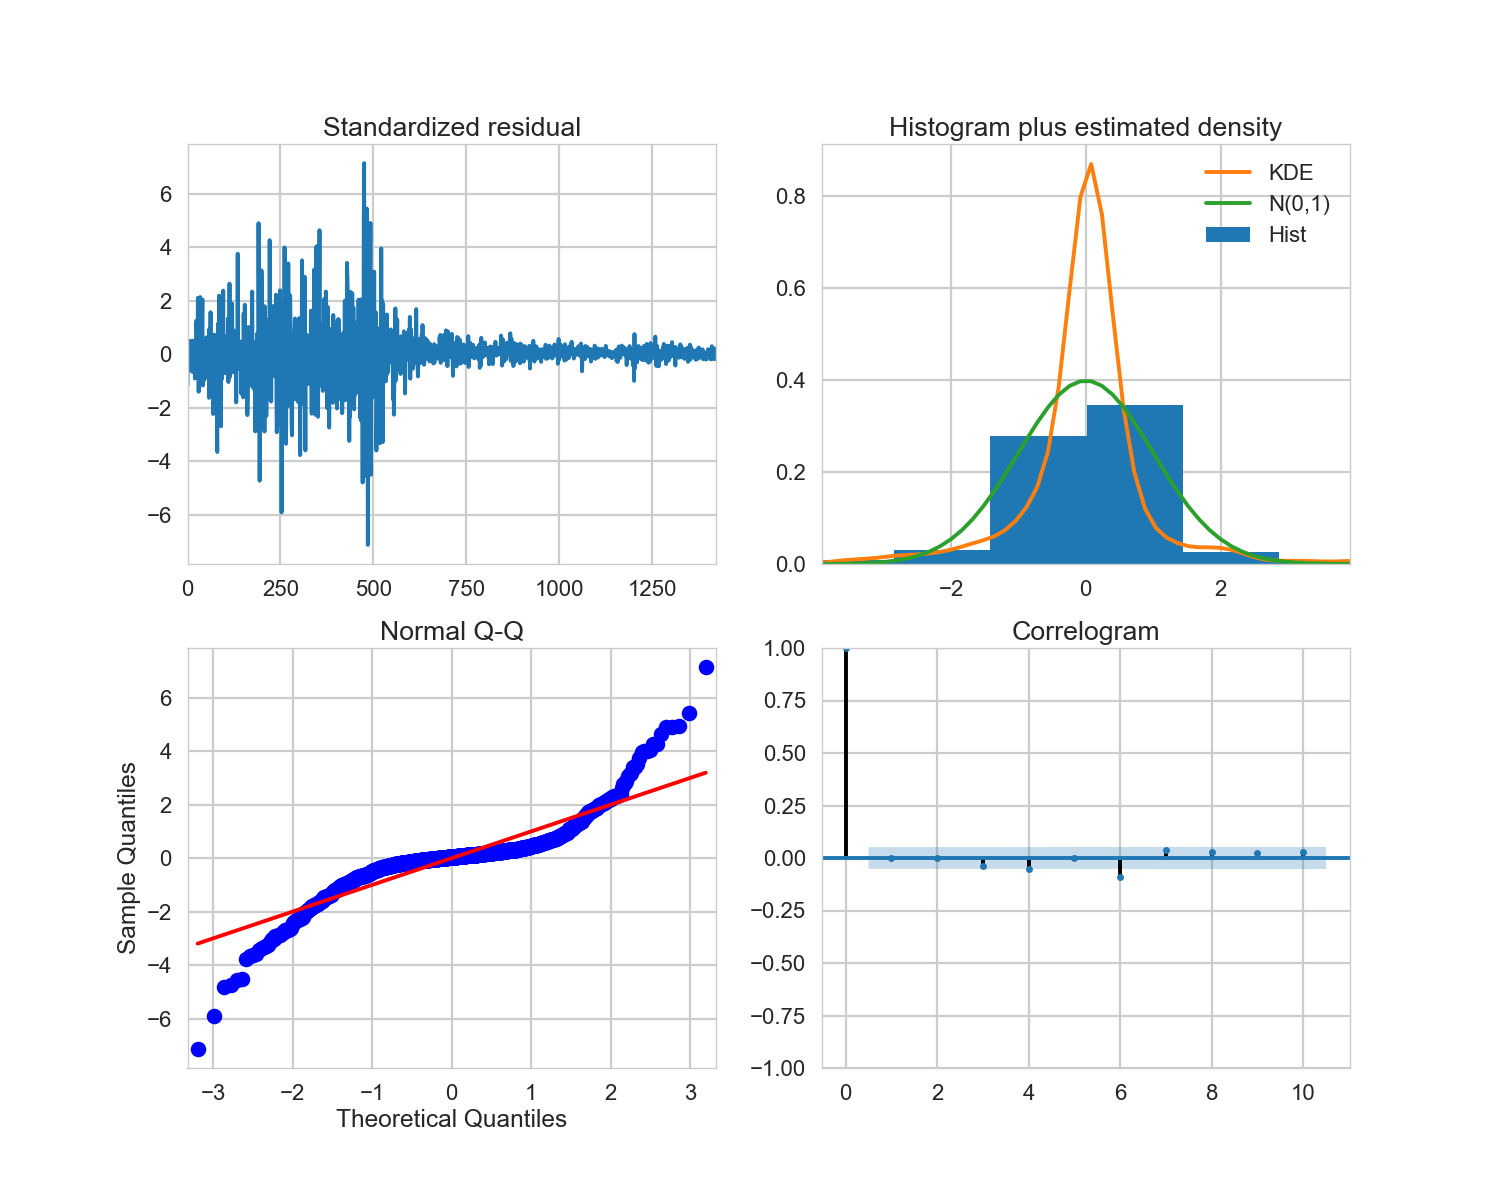 Standardized residual
6
4
2
0
−2
−4
−6
0 250 500 750 1000 1250
Histogram plus estimated density
KDE
N(0,1)
Hist
0.8
0.6
0.4
0.2
0.0
−2 0 2
Normal Q-Q
Sample Quantiles
6
4
2
0
−2
−4
−6
−3 −2 −1 0 1 2 3
Theoretical Quantiles
Correlogram
1.00
0.75
0.50
0.25
0.00
−0.25
−0.50
−0.75
−1.00
0 2 4 6 8 10